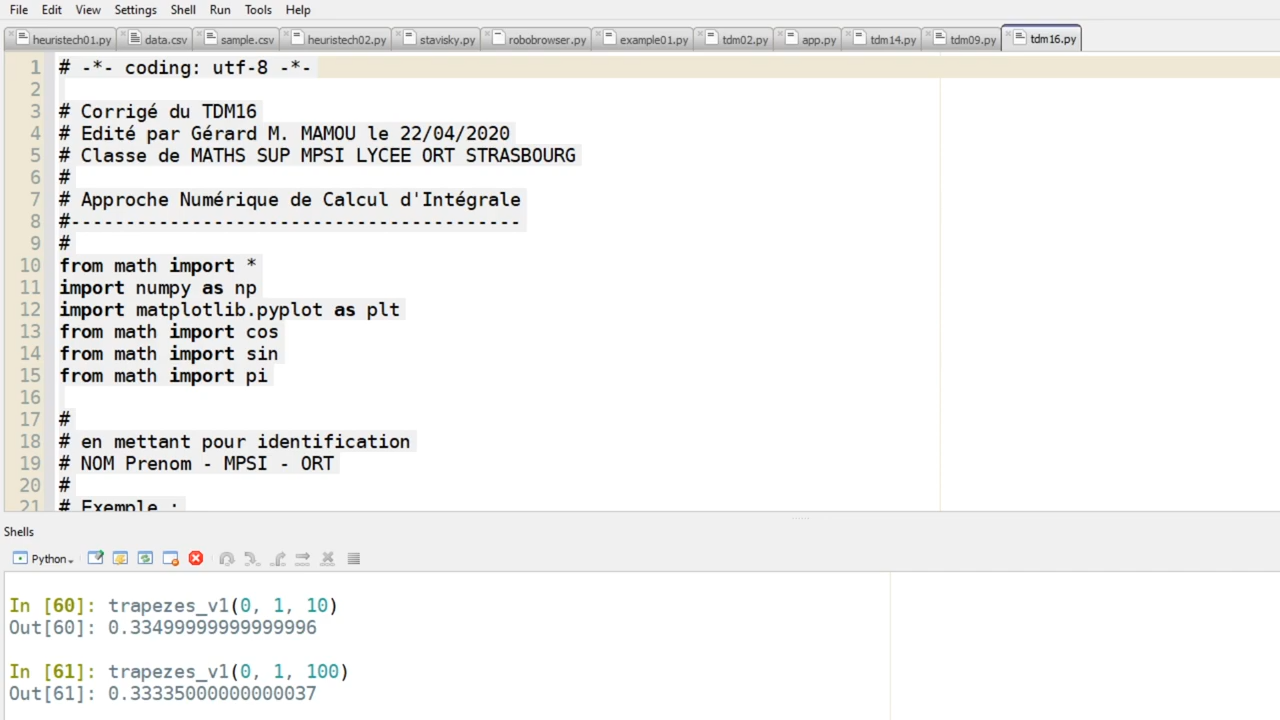 File Edit View Settings Shell Run Tools Help
heuristech01.py data.csv sample.csv heuristech02.py stavisky.py robobrowser.py example01.py tdm02.py app.py tdm14.py tdm09.py tdm16.py
1 # -*- coding: utf-8 -*-
2
3 # Corrigé du TDM16
4 # Edité par Gérard M. MAMOU le 22/04/2020
5 # Classe de MATHS SUP MPSI LYCEE ORT STRASBOURG
6 #
7 # Approche Numérique de Calcul d'Intégrale
8 #-----------------------------------------
9 #
10 from math import *
11 import numpy as np
12 import matplotlib.pyplot as plt
13 from math import cos
14 from math import sin
15 from math import pi
16
17 #
18 # en mettant pour identification
19 # NOM Prenom - MPSI - ORT
20 #
21 # Exemple :
Shells
Python
In [60]: trapezes_v1(0, 1, 10)
Out[60]: 0.33499999999999996
In [61]: trapezes_v1(0, 1, 100)
Out[61]: 0.33335000000000037